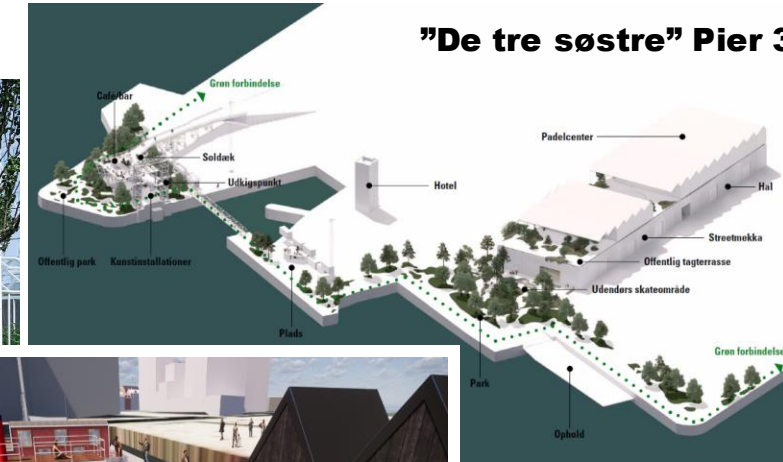 ”De tre søstre” Pier 3
Grøn forbindelse
Café/bar
Soldæk
Udkigspunkt
Offentlig park
Kunstinstallationer
Plads
Hotel
Padelcenter
Hal
Streetmekka
Offentlig tagterrasse
Udendørs skateområde
Park
Ophold
Grøn forbindelse